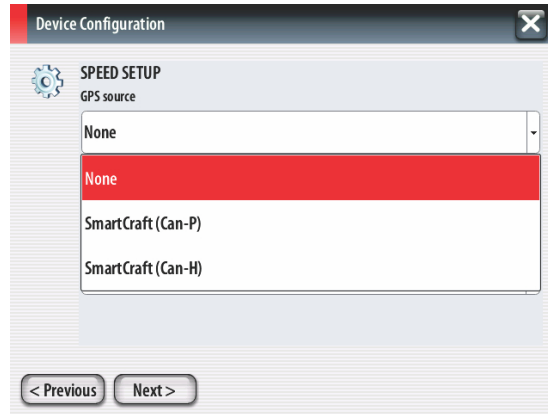 Device Configuration
SPEED SETUP
GPS source
None
None
SmartCraft (Can-P)
SmartCraft (Can-H)
< Previous Next >